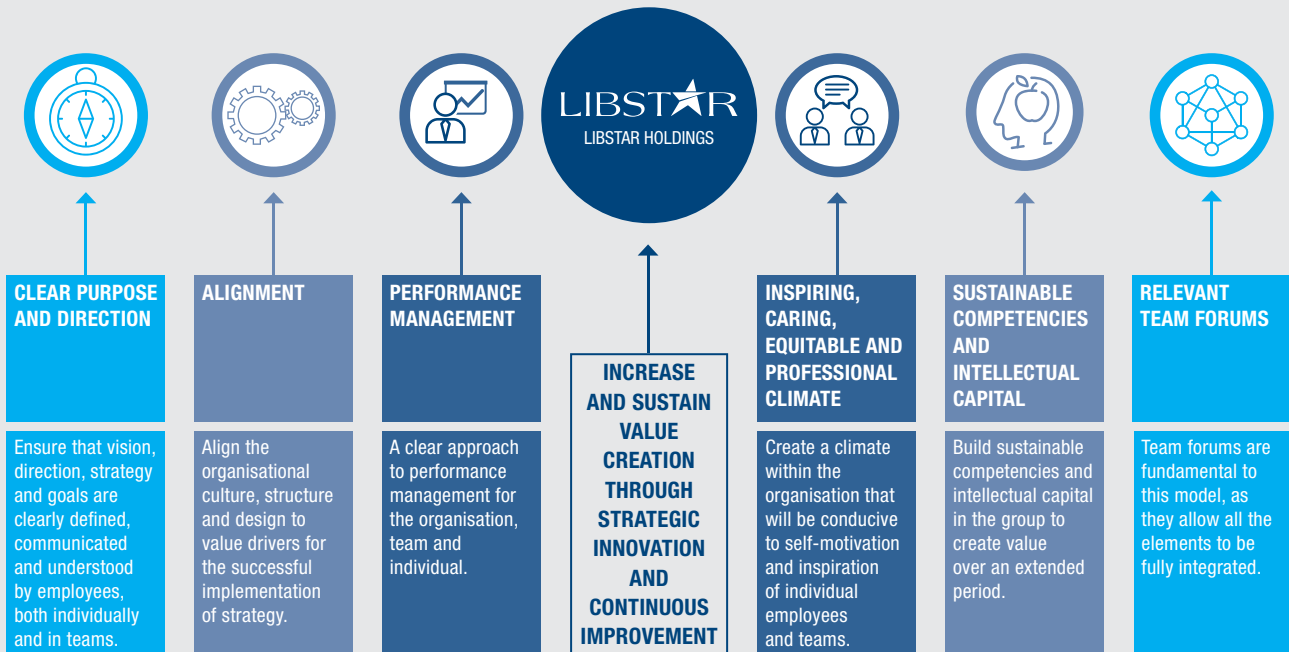 LIBSTAR
LIBSTAR HOLDINGS
CLEAR PURPOSE
AND DIRECTION
Ensure that vision,
direction, strategy
and goals are
clearly defined,
communicated
and understood
by employees,
both individually
and in teams.
ALIGNMENT
Align the
organisational
culture, structure
and design to
value drivers for
the successful
implementation
of strategy.
PERFORMANCE
MANAGEMENT
A clear approach
to performance
management for
the organisation,
team and
individual.
INCREASE
AND SUSTAIN
VALUE
CREATION
THROUGH
STRATEGIC
INNOVATION
AND
CONTINUOUS
IMPROVEMENT
INSPIRING,
CARING,
EQUITABLE AND
PROFESSIONAL
CLIMATE
Create a climate
within the
organisation that
will be conducive
to self-motivation
and inspiration
of individual
employees
and teams.
SUSTAINABLE
COMPETENCIES
AND
INTELLECTUAL
CAPITAL
Build sustainable
competencies and
intellectual capital
in the group to
create value
over an extended
period.
RELEVANT
TEAM FORUMS
Team forums are
fundamental to
this model, as
they allow all the
elements to be
fully integrated.